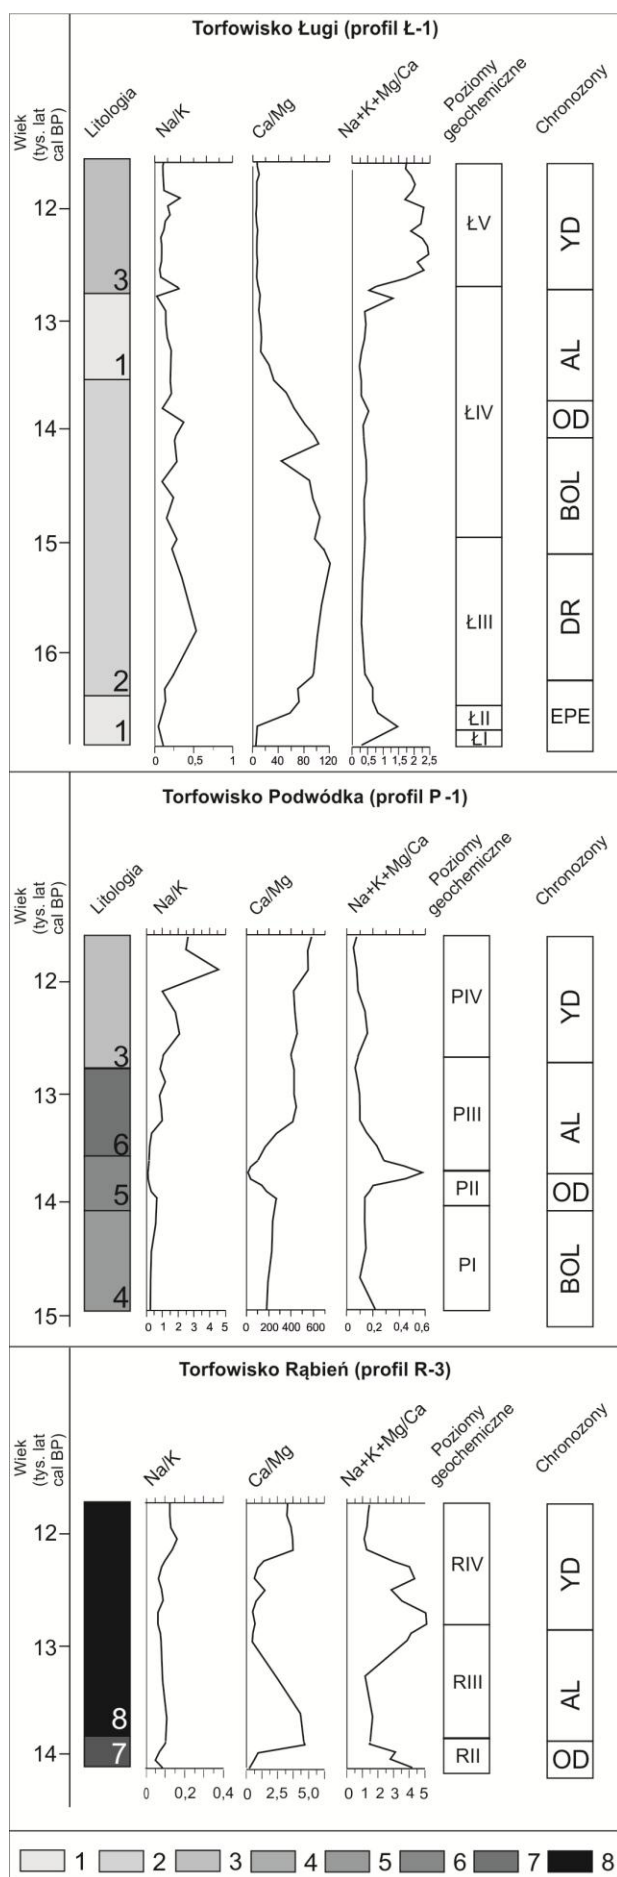 Torfowisko Ługi (profil Ł-1)
Wiek
(tys. lat
cal BP)
Litologia
Na/K
Ca/Mg
Na+K+Mg/Ca
Poziomy
geochemiczne
Chronozony
12
13
14
15
16
3
1
2
1
ŁV
ŁIV
ŁIII
ŁII
ŁI
YD
AL
OD
BOL
DR
EPE
0 0,5 1
0 40 80 120
0 0,5 1 1,5 2 2,5
Torfowisko Podwódka (profil P-1)
Wiek
(tys. lat
cal BP)
Litologia
Na/K
Ca/Mg
Na+K+Mg/Ca
Poziomy
geochemiczne
Chronozony
12
13
14
15
3
6
5
4
PIV
PIII
PII
PI
YD
AL
OD
BOL
0 1 2 3 4 5
0 200 400 600
0 0,2 0,4 0,6
Torfowisko Rąbień (profil R-3)
Wiek
(tys. lat
cal BP)
Na/K
Ca/Mg
Na+K+Mg/Ca
Poziomy
geochemiczne
Chronozony
12
13
14
8
7
RIV
RIII
RII
YD
AL
OD
0 0,2 0,4
0 2,5 5,0
0 1 2 3 4 5
1 2 3 4 5 6 7 8